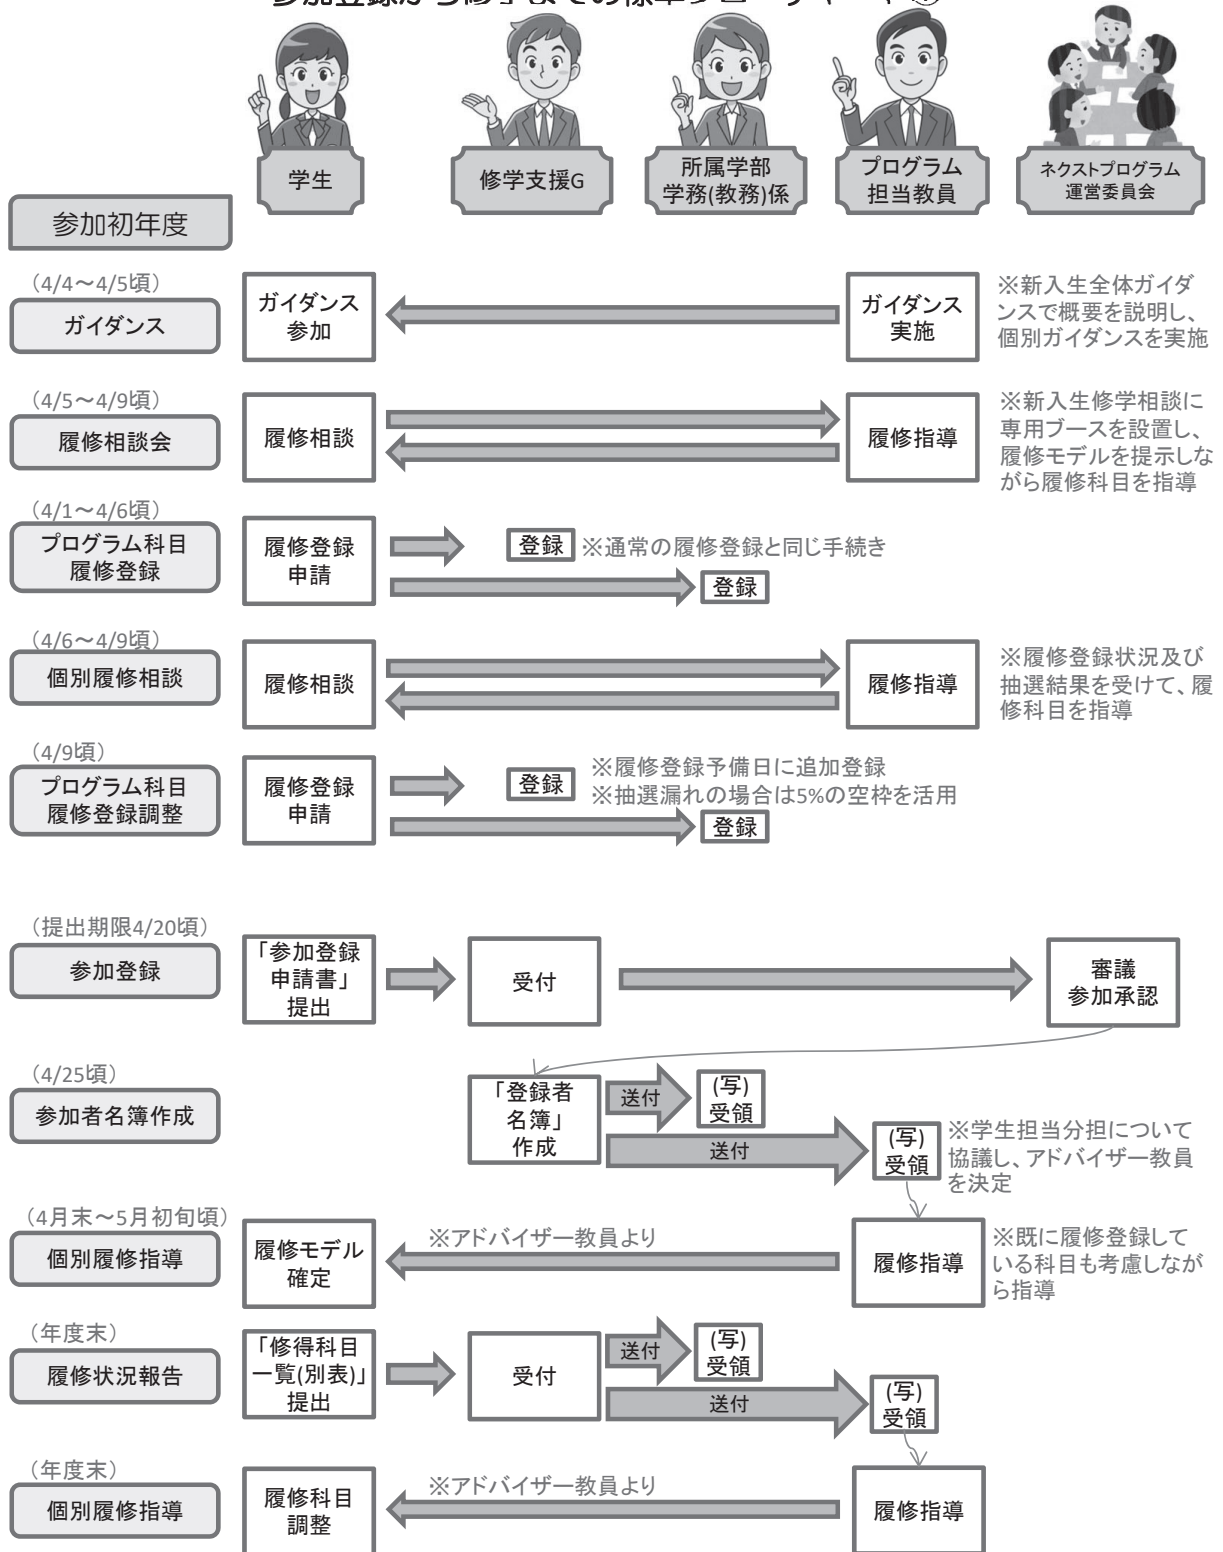 学生
修学支援G
所属学部
学務(教務)係
プログラム
担当教員
ネクストプログラム
運営委員会
参加初年度
(4/4～4/5頃)
ガイダンス
ガイダンス
参加
ガイダンス
実施
※新入生全体ガイダ
ンスで概要を説明し、
個別ガイダンスを実施
(4/5～4/9頃)
履修相談会
履修相談
履修指導
※新入生修学相談に
専用ブースを設置し、
履修モデルを提示しな
がら履修科目を指導
(4/1～4/6頃)
プログラム科目
履修登録
履修登録
申請
登録
※通常の履修登録と同じ手続き
登録
(4/6～4/9頃)
個別履修相談
履修相談
履修指導
※履修登録状況及び
抽選結果を受けて、履
修科目を指導
(4/9頃)
プログラム科目
履修登録調整
履修登録
申請
登録
※履修登録予備日に追加登録
※抽選漏れの場合は5%の空枠を活用
登録
(提出期限4/20頃)
参加登録
「参加登録
申請書」
提出
受付
審議
参加承認
(4/25頃)
参加者名簿作成
「登録者
名簿」
作成
送付
(写)
受領
送付
(写)
受領
※学生担当分担について
協議し、アドバイザー教員
を決定
(4月末～5月初旬頃)
個別履修指導
履修モデル
確定
※アドバイザー教員より
履修指導
※既に履修登録して
いる科目も考慮しなが
ら指導
(年度末)
履修状況報告
「修得科目
一覧(別表)」
提出
受付
送付
(写)
受領
送付
(写)
受領
(年度末)
個別履修指導
履修科目
調整
※アドバイザー教員より
履修指導